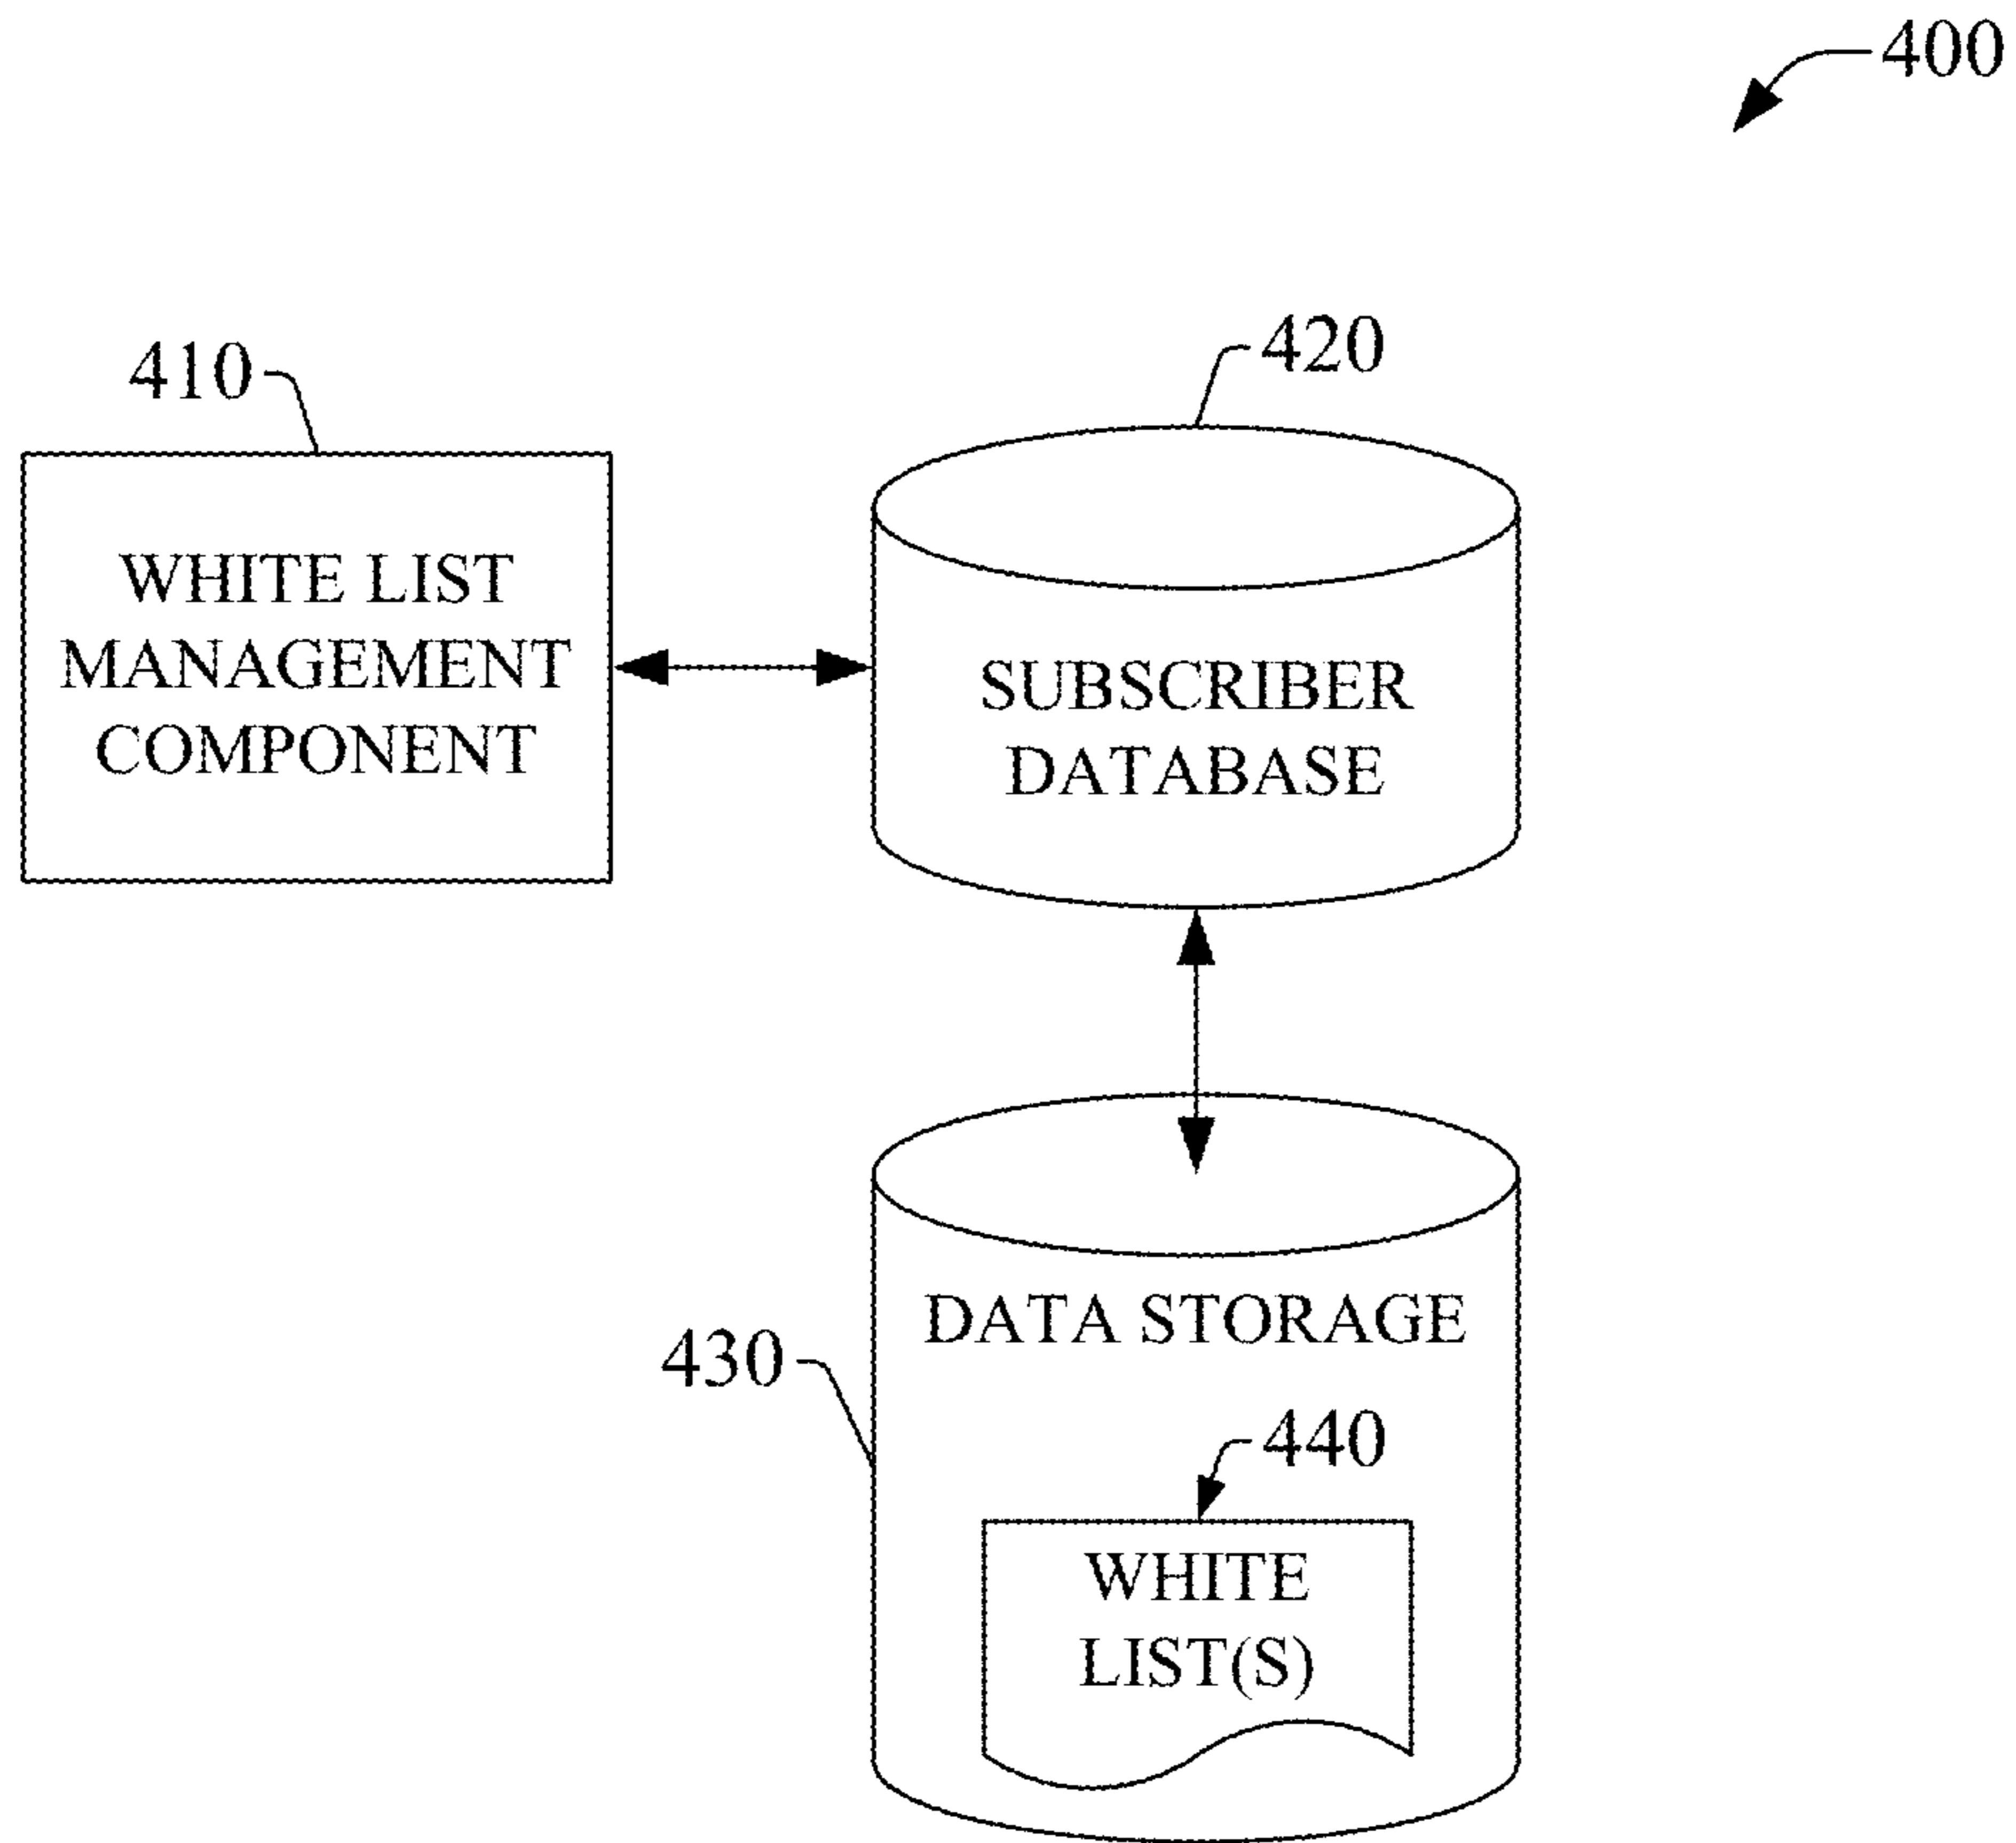 400
420
410
WHITE LIST
MANAGEMENT
COMPONENT
SUBSCRIBER
DATABASE
DATA STORAGE
430
440
WHITE
LIST(S)